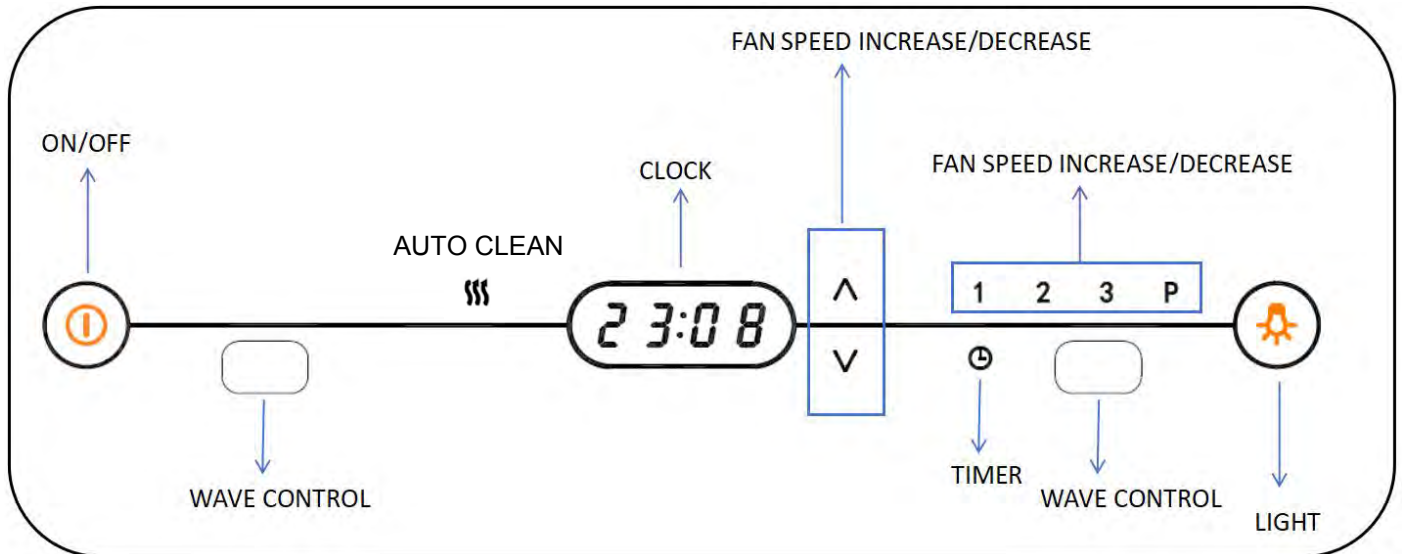 FAN SPEED INCREASE/DECREASE
ON/OFF
CLOCK
FAN SPEED INCREASE/DECREASE
AUTO CLEAN
23:08
1 2 3 P
TIMER
WAVE CONTROL
WAVE CONTROL
LIGHT